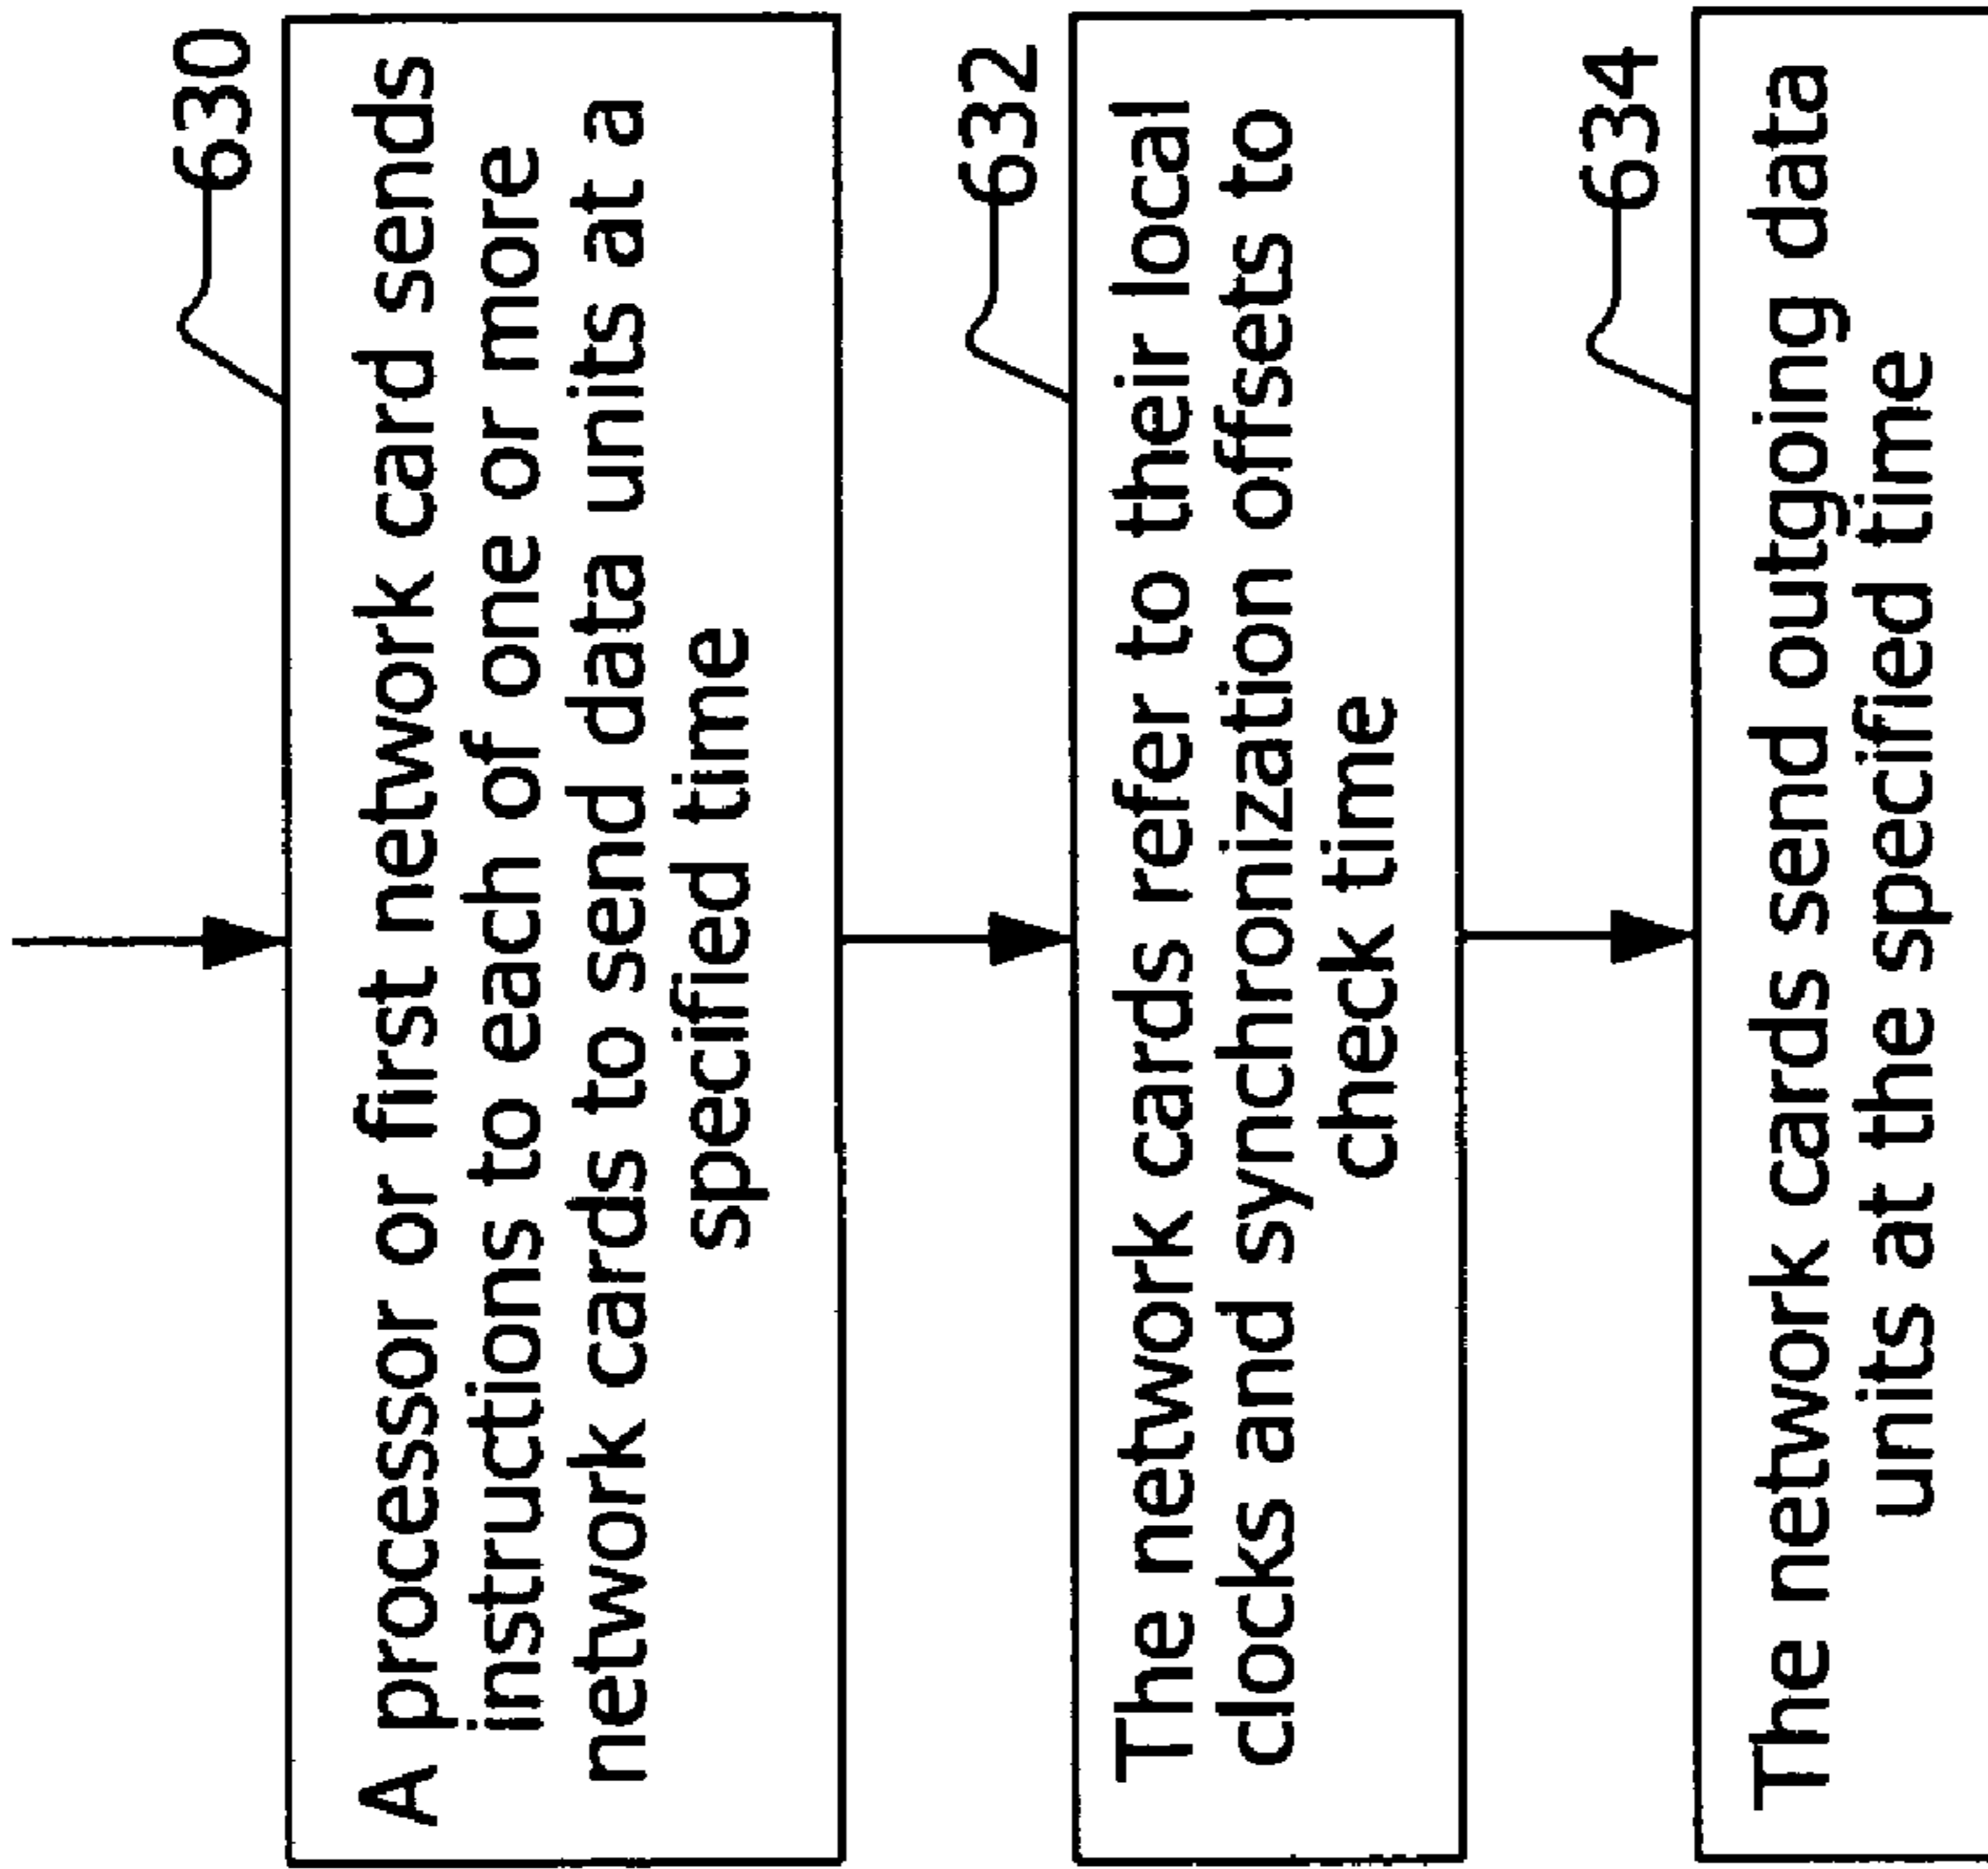 630
A processor or first network card sends
instructions to each of one or more
network cards to send data units at a
specified time
632
The network cards refer to their local
clocks and synchronization offsets to
check time
634
The network cards send outgoing data
units at the specified time